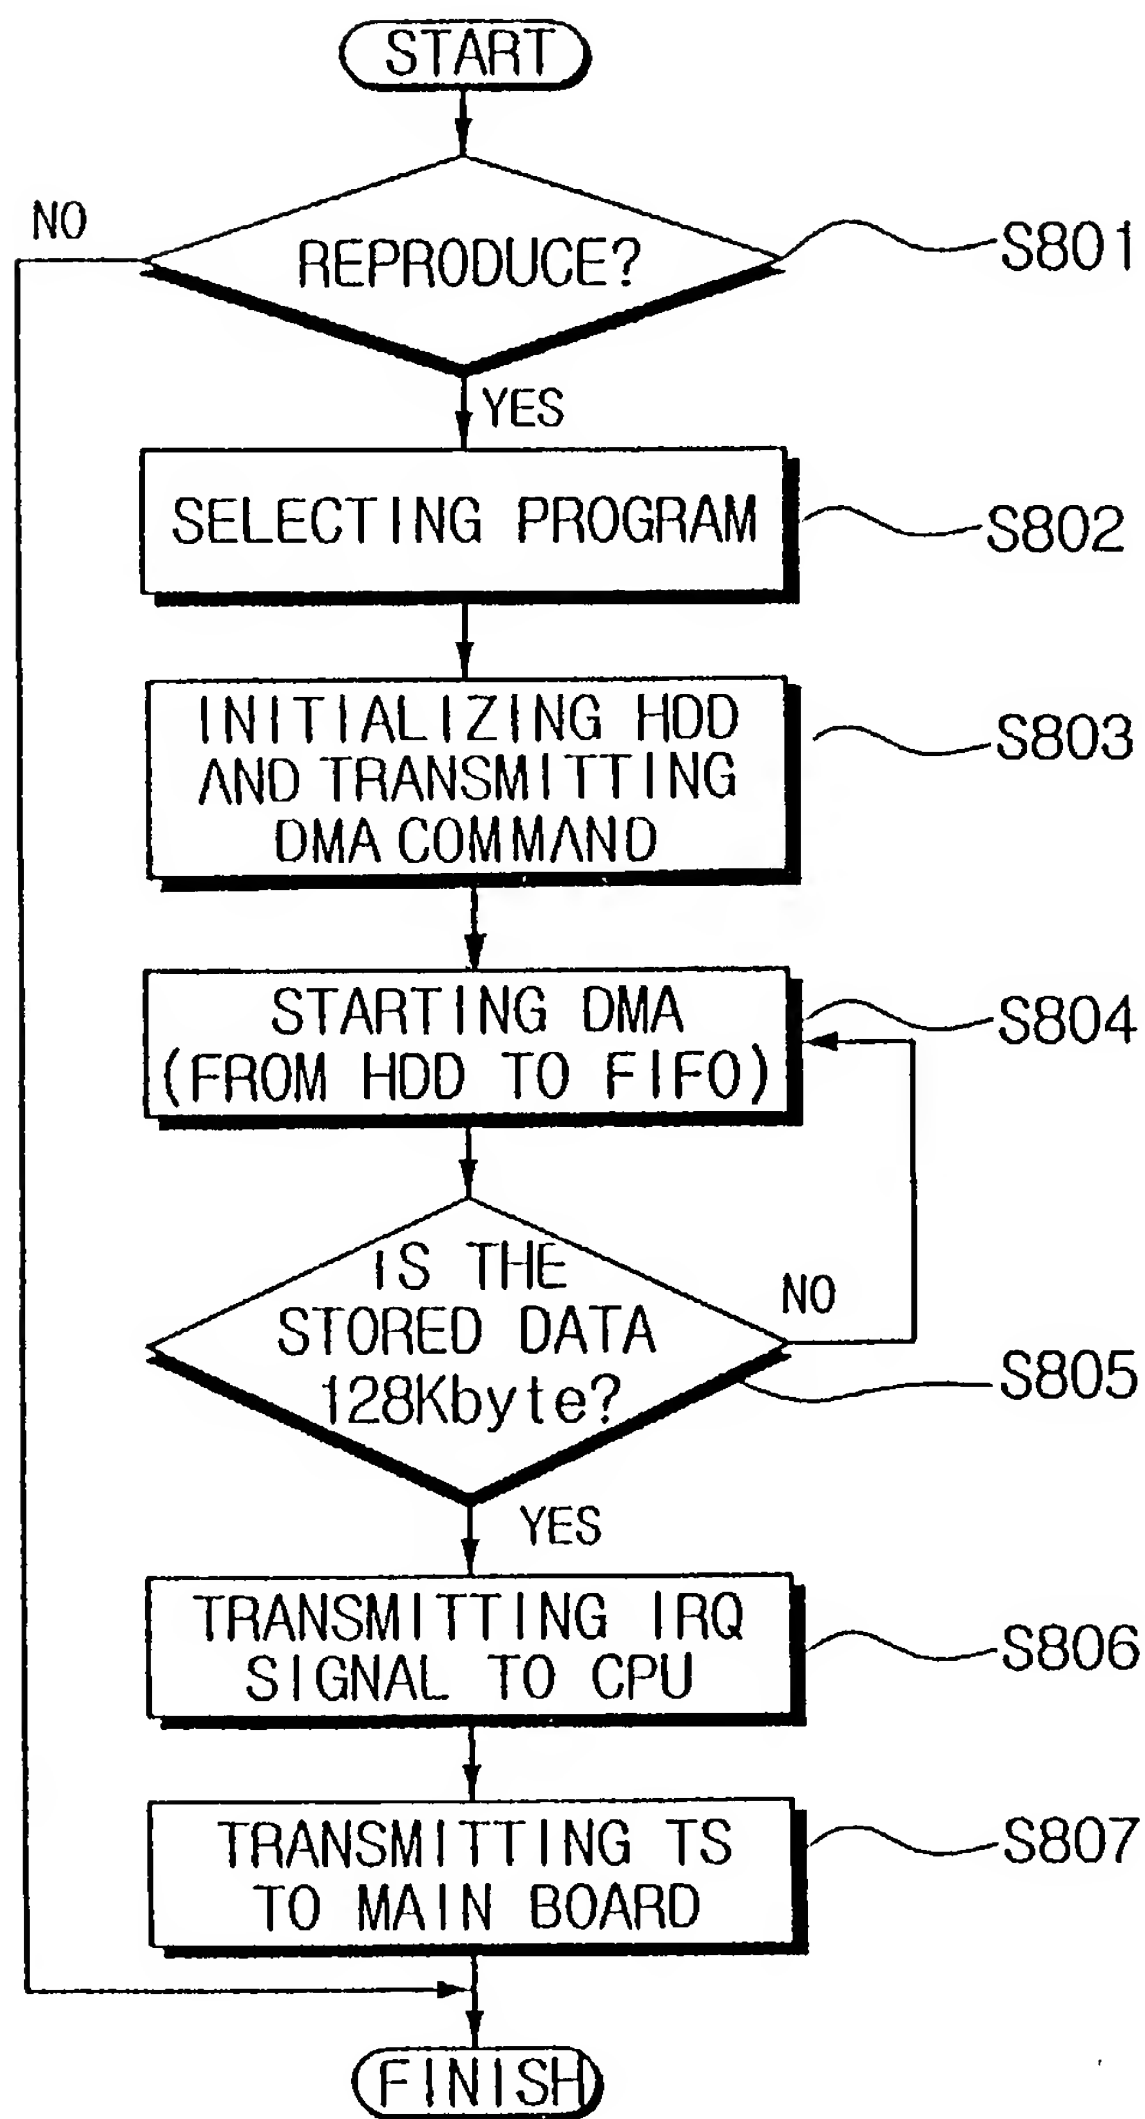 START
NO
REPRODUCE?
S801
YES
SELECTING PROGRAM
S802
INITIALIZING HDD
AND TRANSMITTING
DMA COMMAND
S803
STARTING DMA
(FROM HDD TO FIFO)
S804
IS THE
STORED DATA
128Kbyte?
NO
S805
YES
TRANSMITTING IRQ
SIGNAL TO CPU
S806
TRANSMITTING TS
TO MAIN BOARD
S807
FINISH